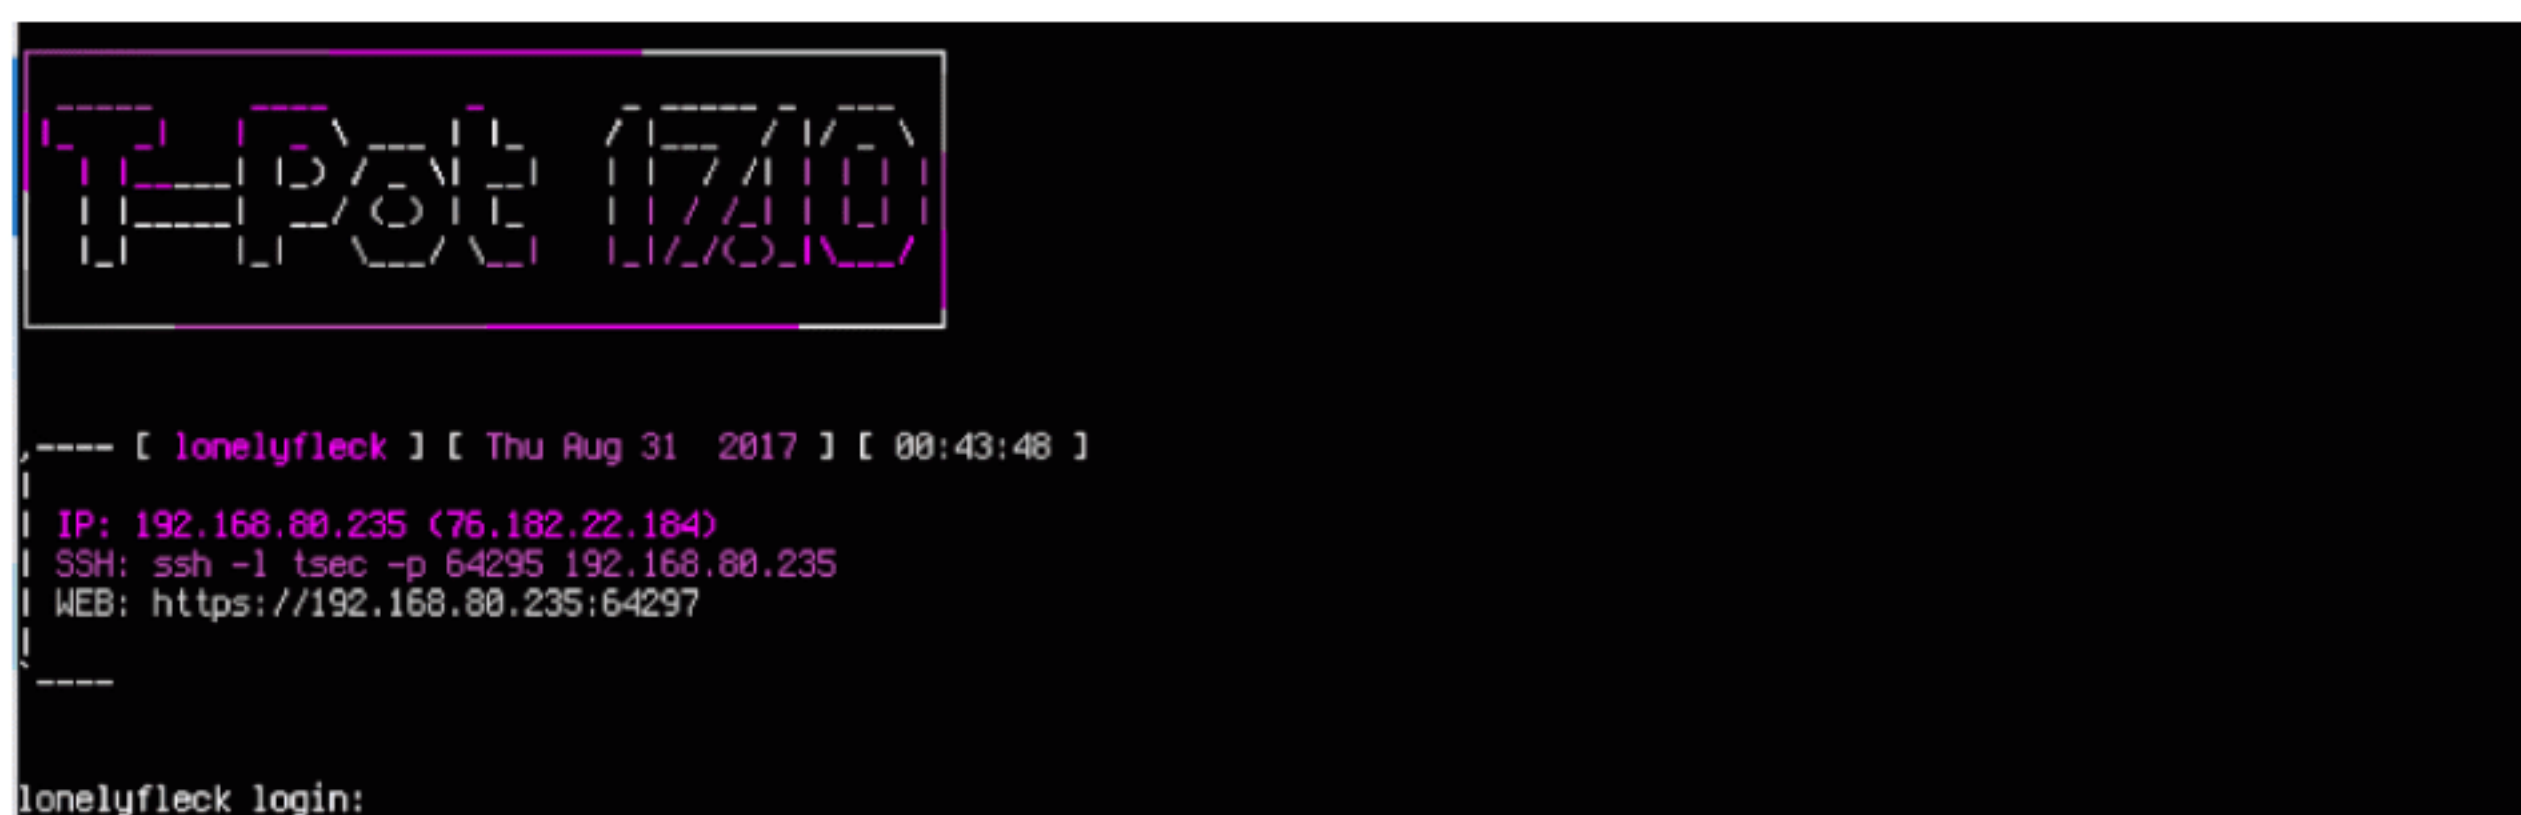 T-Pot 17.10
,---- [ lonelyfleck ] [ Thu Aug 31  2017 ] [ 00:43:48 ]
|
| IP: 192.168.80.235 (76.182.22.184)
| SSH: ssh -l tsec -p 64295 192.168.80.235
| WEB: https://192.168.80.235:64297
|
`----
lonelyfleck login: